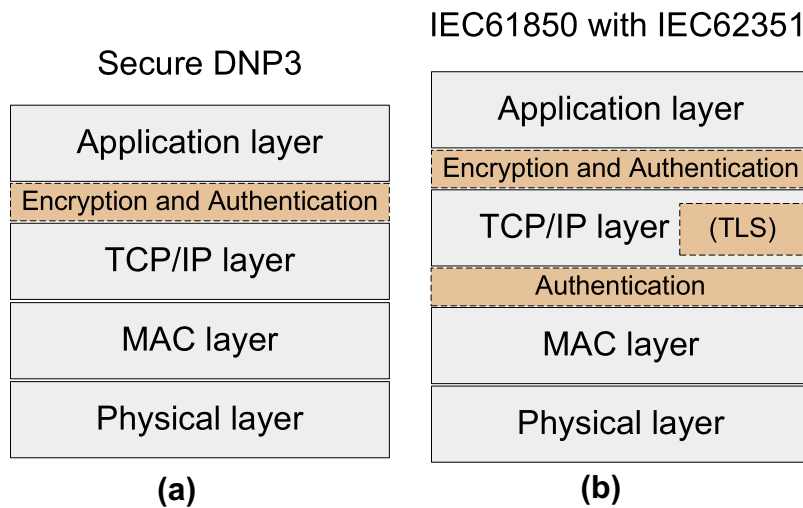 Secure DNP3
Application layer
Encryption and Authentication
TCP/IP layer
MAC layer
Physical layer
(a)
IEC61850 with IEC62351
Application layer
Encryption and Authentication
TCP/IP layer (TLS)
Authentication
MAC layer
Physical layer
(b)